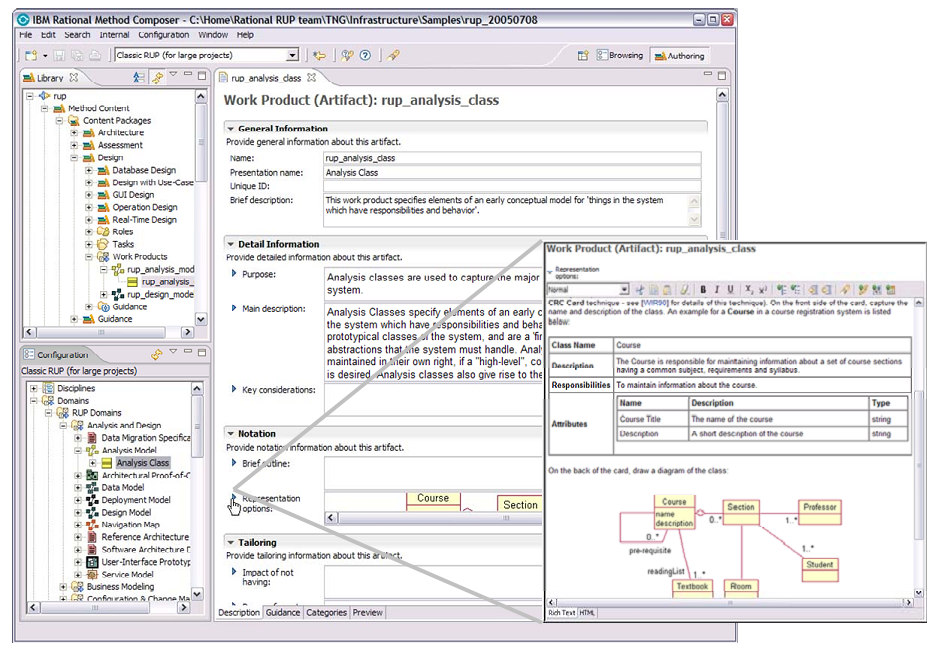 IBM Rational Method Composer - C:\Home\Rational RUP team\TNG\Infrastructure\Samples\rup_20050708
File Edit Search Internal Configuration Window Help
Classic RUP (for large projects)
Browsing
Authoring
Library
rup
Method Content
Content Packages
Architecture
Assessment
Design
Database Design
Design with Use-Case
GUI Design
Operation Design
Real-Time Design
Roles
Tasks
Work Products
rup_analysis_mod
rup_analysis_
rup_design_mode
Guidance
Guidance
Configuration
Classic RUP (for large projects)
Disciplines
Domains
RUP Domains
Analysis and Design
Data Migration Specifica
Analysis Model
Analysis Class
Architectural Proof-of-C
Data Model
Deployment Model
Design Model
Navigation Map
Reference Architecture
Software Architecture D
User-Interface Prototyp
Service Model
Business Modeling
Configuration & Change Ma
rup_analysis_class
Work Product (Artifact): rup_analysis_class
General Information
Provide general information about this artifact.
Name: rup_analysis_class
Presentation name: Analysis Class
Unique ID:
Brief description: This work product specifies elements of an early conceptual model for 'things in the system
which have responsibilities and behavior'.
Detail Information
Provide detailed information about this artifact.
Purpose: Analysis classes are used to capture the major
system.
Main description: Analysis Classes specify elements of an early c
the system which have responsibilities and beha
prototypical classes of the system, and are a 'fi
abstractions that the system must handle. Analy
maintained in their own right, if a "high-level", co
is desired. Analysis classes also give rise to the
Key considerations:
Notation
Provide notation information about this artifact.
Brief outline:
Representation
options:
Course
Section
Tailoring
Provide tailoring information about this artifact.
Impact of not
having:
Description Guidance Categories Preview
Work Product (Artifact): rup_analysis_class
Representation
options:
Normal
B I U X₂ X²
CRC Card technique - see [WIR90] for details of this technique). On the front side of the card, capture the
name and description of the class. An example for a Course in a course registration system is listed
below:
Class Name Course
Description The Course is responsible for maintaining information about a set of course sections
having a common subject, requirements and syllabus.
Responsibilities To maintain information about the course.
Attributes
Name Description Type
Course Title The name of the course string
Description A short description of the course string
On the back of the card, draw a diagram of the class:
Course
name
description
Section
Professor
0..*
1..*
0..*
pre-requisite
1..*
Student
readingList
1..*
Textbook
Room
Rich Text HTML